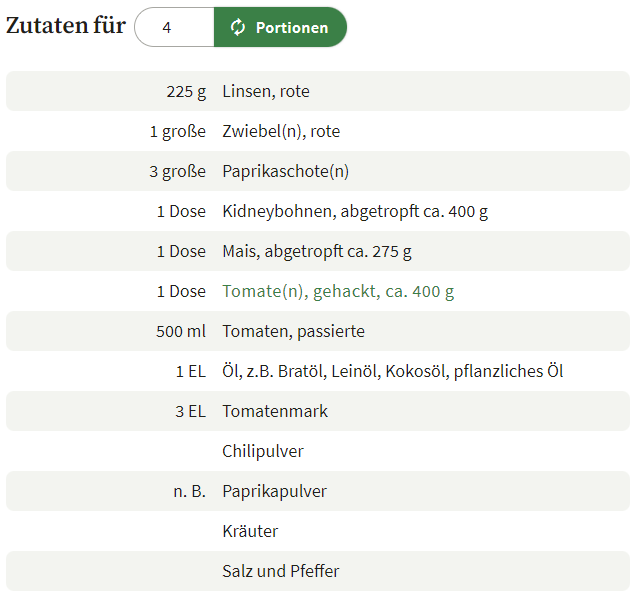 Zutaten für 4 Portionen
225 g Linsen, rote
1 große Zwiebel(n), rote
3 große Paprikaschote(n)
1 Dose Kidneybohnen, abgetropft ca. 400 g
1 Dose Mais, abgetropft ca. 275 g
1 Dose Tomate(n), gehackt, ca. 400 g
500 ml Tomaten, passierte
1 EL Öl, z.B. Bratöl, Leinöl, Kokosöl, pflanzliches Öl
3 EL Tomatenmark
Chilipulver
n. B. Paprikapulver
Kräuter
Salz und Pfeffer